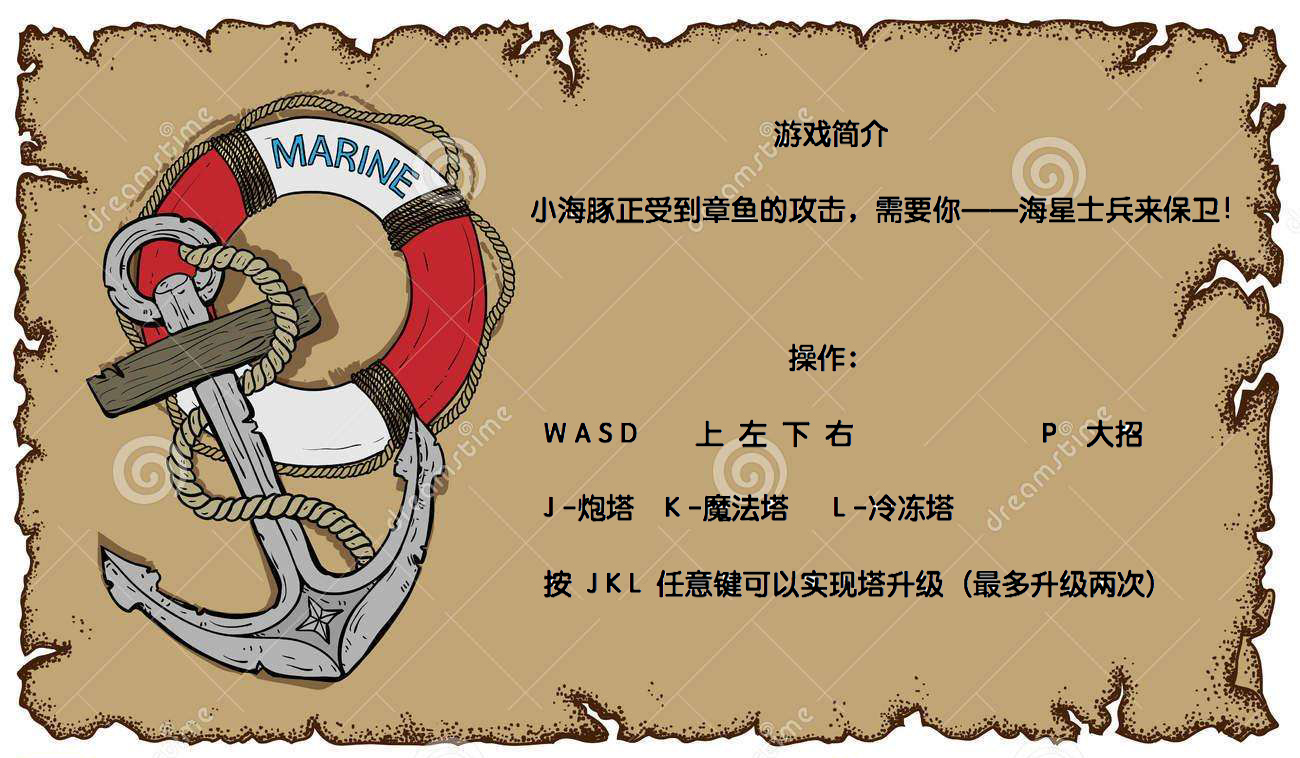 MARINE
游戏简介
小海豚正受到章鱼的攻击，需要你——海星士兵来保卫！
操作：
WASD 上 左 下 右 P 大招
J-炮塔 K-魔法塔 L-冷冻塔
按 JKL 任意键可以实现塔升级（最多升级两次）
dreamstime
dreamstime
dreamstime
dreamstime
dreamstime
dreamstime
dreamstime